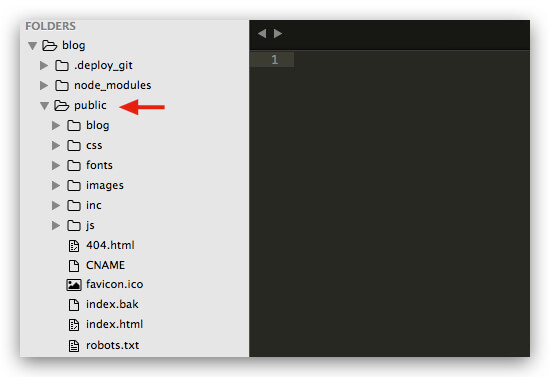 FOLDERS
blog
.deploy_git
node_modules
public
blog
css
fonts
images
inc
js
404.html
CNAME
favicon.ico
index.bak
index.html
robots.txt
1